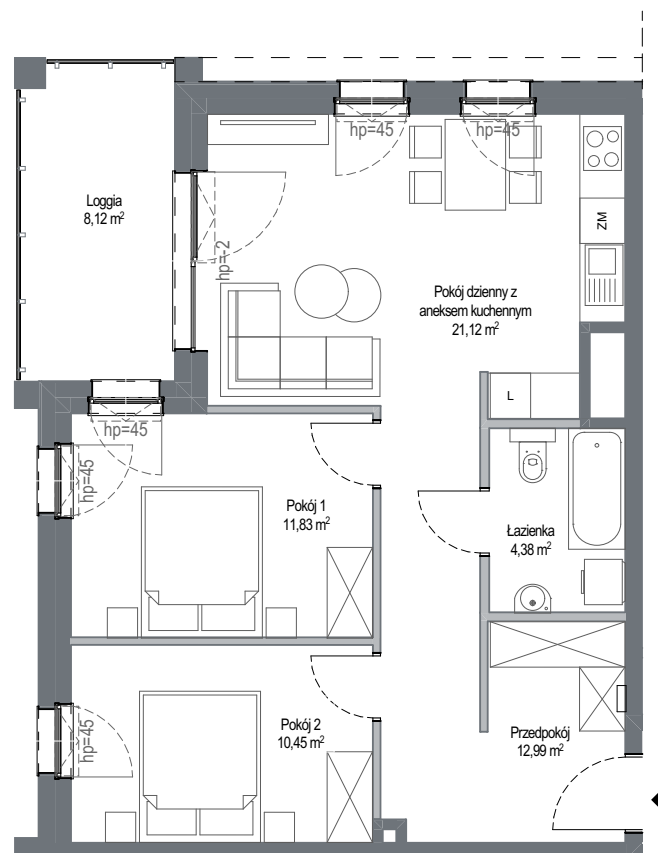 hp=45
hp=45
Loggia
8,12 m²
ZM
hp=-2
Pokój dzienny z
aneksem kuchennym
21,12 m²
L
hp=45
hp=45
Pokój 1
11,83 m²
Łazienka
4,38 m²
Pokój 2
10,45 m²
hp=45
Przedpokój
12,99 m²